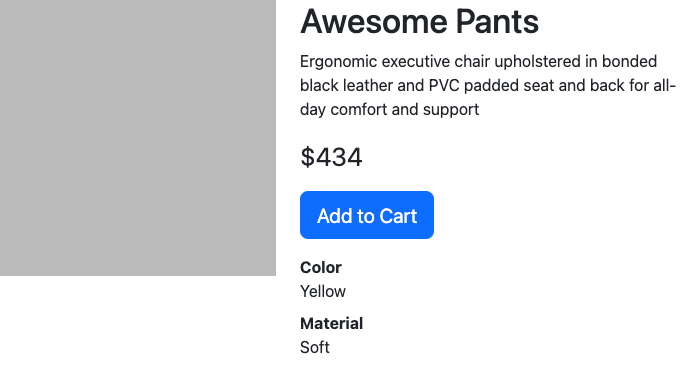 Awesome Pants
Ergonomic executive chair upholstered in bonded
black leather and PVC padded seat and back for all-
day comfort and support
$434
Add to Cart
Color
Yellow
Material
Soft